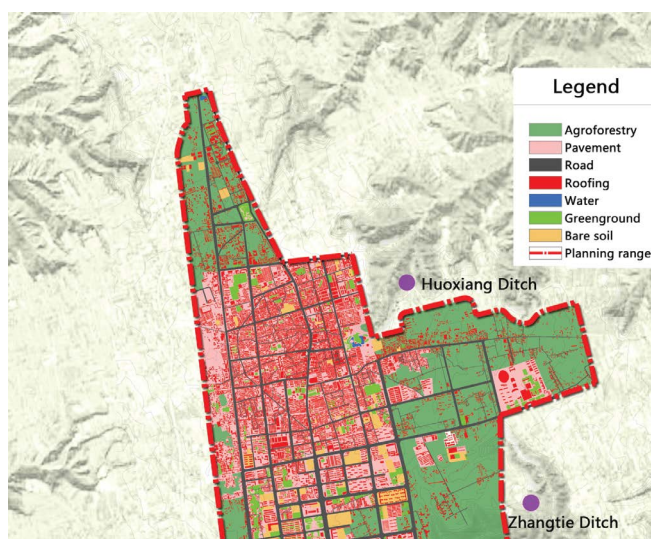 Legend
Agroforestry
Pavement
Road
Roofing
Water
Greenground
Bare soil
Planning range
Huoxiang Ditch
Zhangtie Ditch